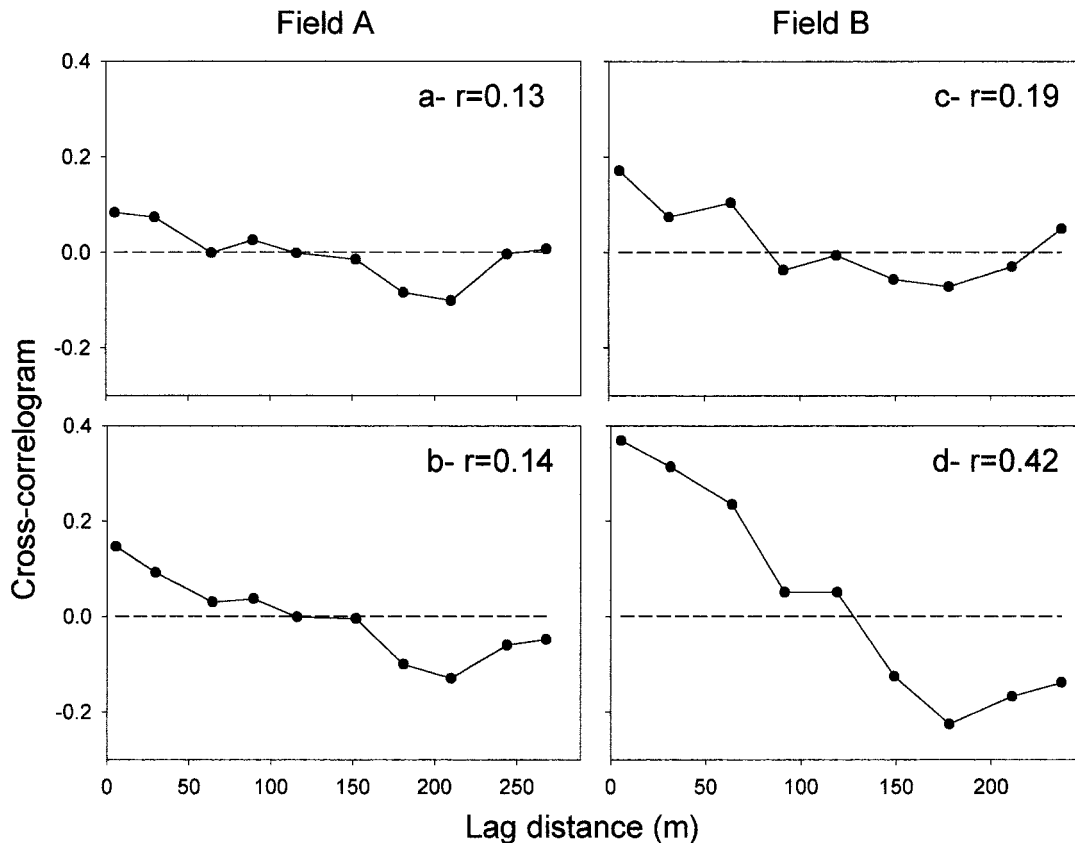 Field A
Field B
Cross-correlogram
0.4
0.2
0.0
-0.2
a- r=0.13
c- r=0.19
0.4
0.2
0.0
-0.2
b- r=0.14
d- r=0.42
0 50 100 150 200 250
0 50 100 150 200
Lag distance (m)